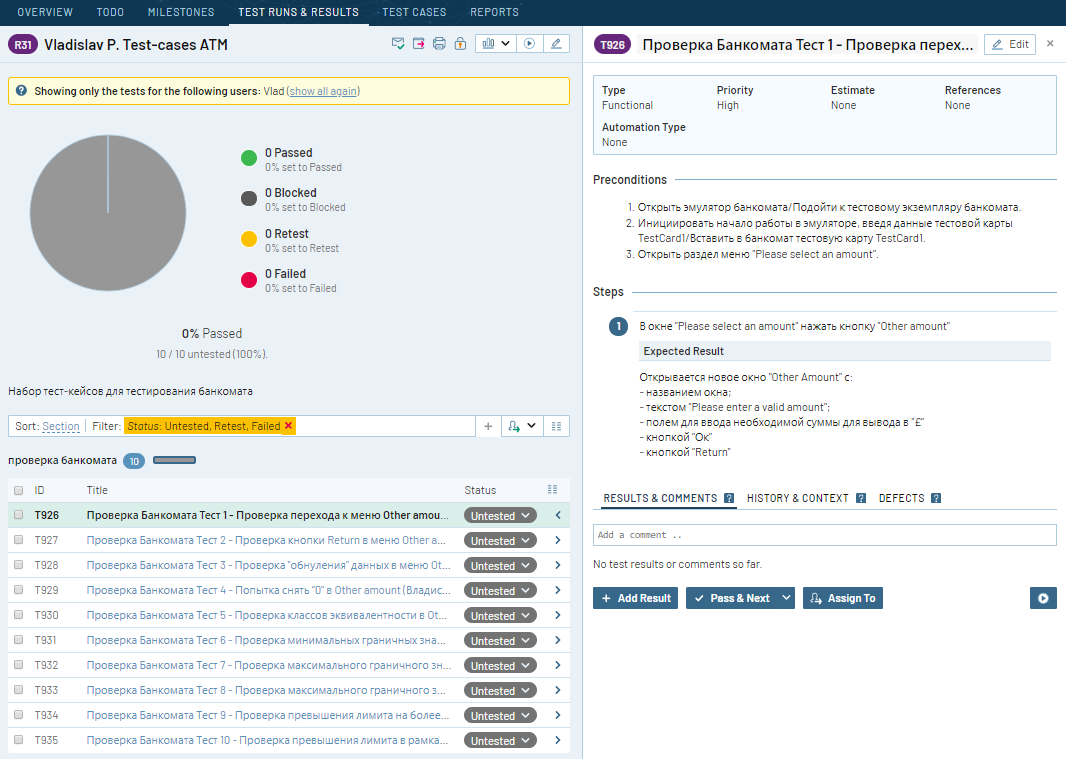 OVERVIEW TODO MILESTONES TEST RUNS & RESULTS TEST CASES REPORTS
R31 Vladislav P. Test-cases ATM
Showing only the tests for the following users: Vlad (show all again)
0 Passed
0% set to Passed
0 Blocked
0% set to Blocked
0 Retest
0% set to Retest
0 Failed
0% set to Failed
0% Passed
10 / 10 untested (100%).
Набор тест-кейсов для тестирования банкомата
Sort: Section Filter: Status: Untested, Retest, Failed
проверка банкомата 10
ID Title Status
T926 Проверка Банкомата Тест 1 - Проверка перехода к меню Other amou... Untested
T927 Проверка Банкомата Тест 2 - Проверка кнопки Return в меню Other a... Untested
T928 Проверка Банкомата Тест 3 - Проверка "обнуления" данных в меню Ot... Untested
T929 Проверка Банкомата Тест 4 - Попытка снять "0" в Other amount (Владис... Untested
T930 Проверка Банкомата Тест 5 - Проверка классов эквивалентности в Ot... Untested
T931 Проверка Банкомата Тест 6 - Проверка минимальных граничных зна... Untested
T932 Проверка Банкомата Тест 7 - Проверка максимального граничного зн... Untested
T933 Проверка Банкомата Тест 8 - Проверка максимального граничного з... Untested
T934 Проверка Банкомата Тест 9 - Проверка превышения лимита на более... Untested
T935 Проверка Банкомата Тест 10 - Проверка превышения лимита в рамка... Untested
T926 Проверка Банкомата Тест 1 - Проверка перех... Edit
Type Priority Estimate References
Functional High None None
Automation Type
None
Preconditions
1. Открыть эмулятор банкомата/Подойти к тестовому экземпляру банкомата.
2. Инициировать начало работы в эмуляторе, введя данные тестовой карты
TestCard1/Вставить в банкомат тестовую карту TestCard1.
3. Открыть раздел меню "Please select an amount".
Steps
1 В окне "Please select an amount" нажать кнопку "Other amount"
Expected Result
Открывается новое окно "Other Amount" с:
- названием окна;
- текстом "Please enter a valid amount";
- полем для ввода необходимой суммы для вывода в "£"
- кнопкой "Ок"
- кнопкой "Return"
RESULTS & COMMENTS ? HISTORY & CONTEXT ? DEFECTS ?
Add a comment ..
No test results or comments so far.
+ Add Result Pass & Next Assign To